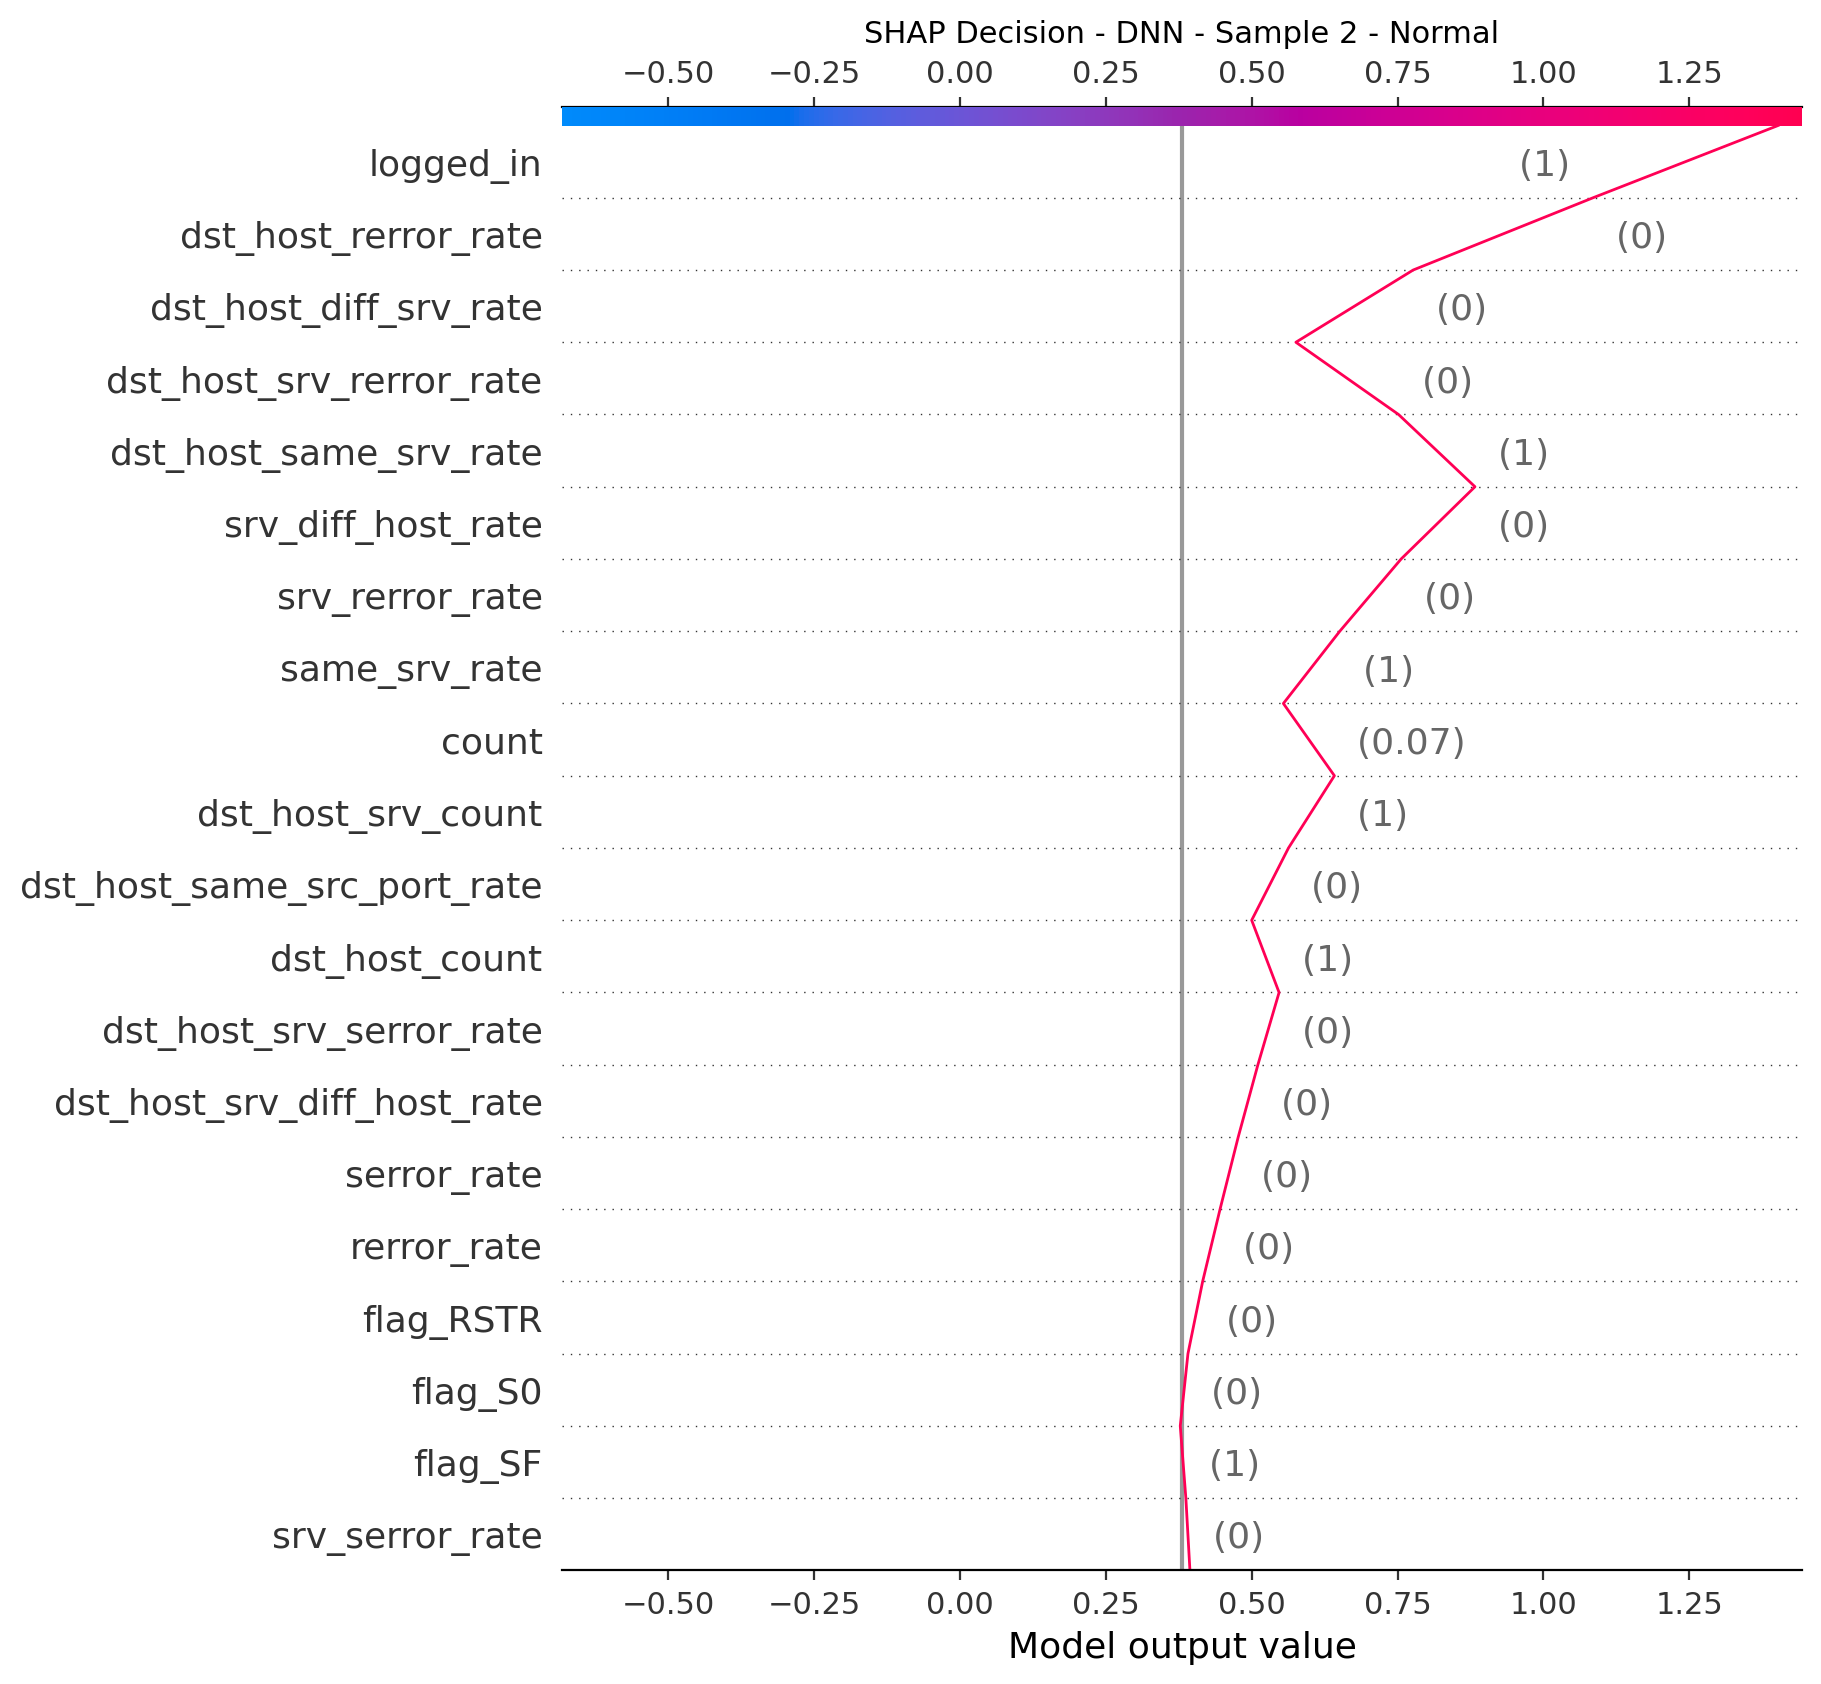 SHAP Decision - DNN - Sample 2 - Normal
−0.50 −0.25 0.00 0.25 0.50 0.75 1.00 1.25
logged_in (1)
dst_host_rerror_rate (0)
dst_host_diff_srv_rate (0)
dst_host_srv_rerror_rate (0)
dst_host_same_srv_rate (1)
srv_diff_host_rate (0)
srv_rerror_rate (0)
same_srv_rate (1)
count (0.07)
dst_host_srv_count (1)
dst_host_same_src_port_rate (0)
dst_host_count (1)
dst_host_srv_serror_rate (0)
dst_host_srv_diff_host_rate (0)
serror_rate (0)
rerror_rate (0)
flag_RSTR (0)
flag_S0 (0)
flag_SF (1)
srv_serror_rate (0)
−0.50 −0.25 0.00 0.25 0.50 0.75 1.00 1.25
Model output value